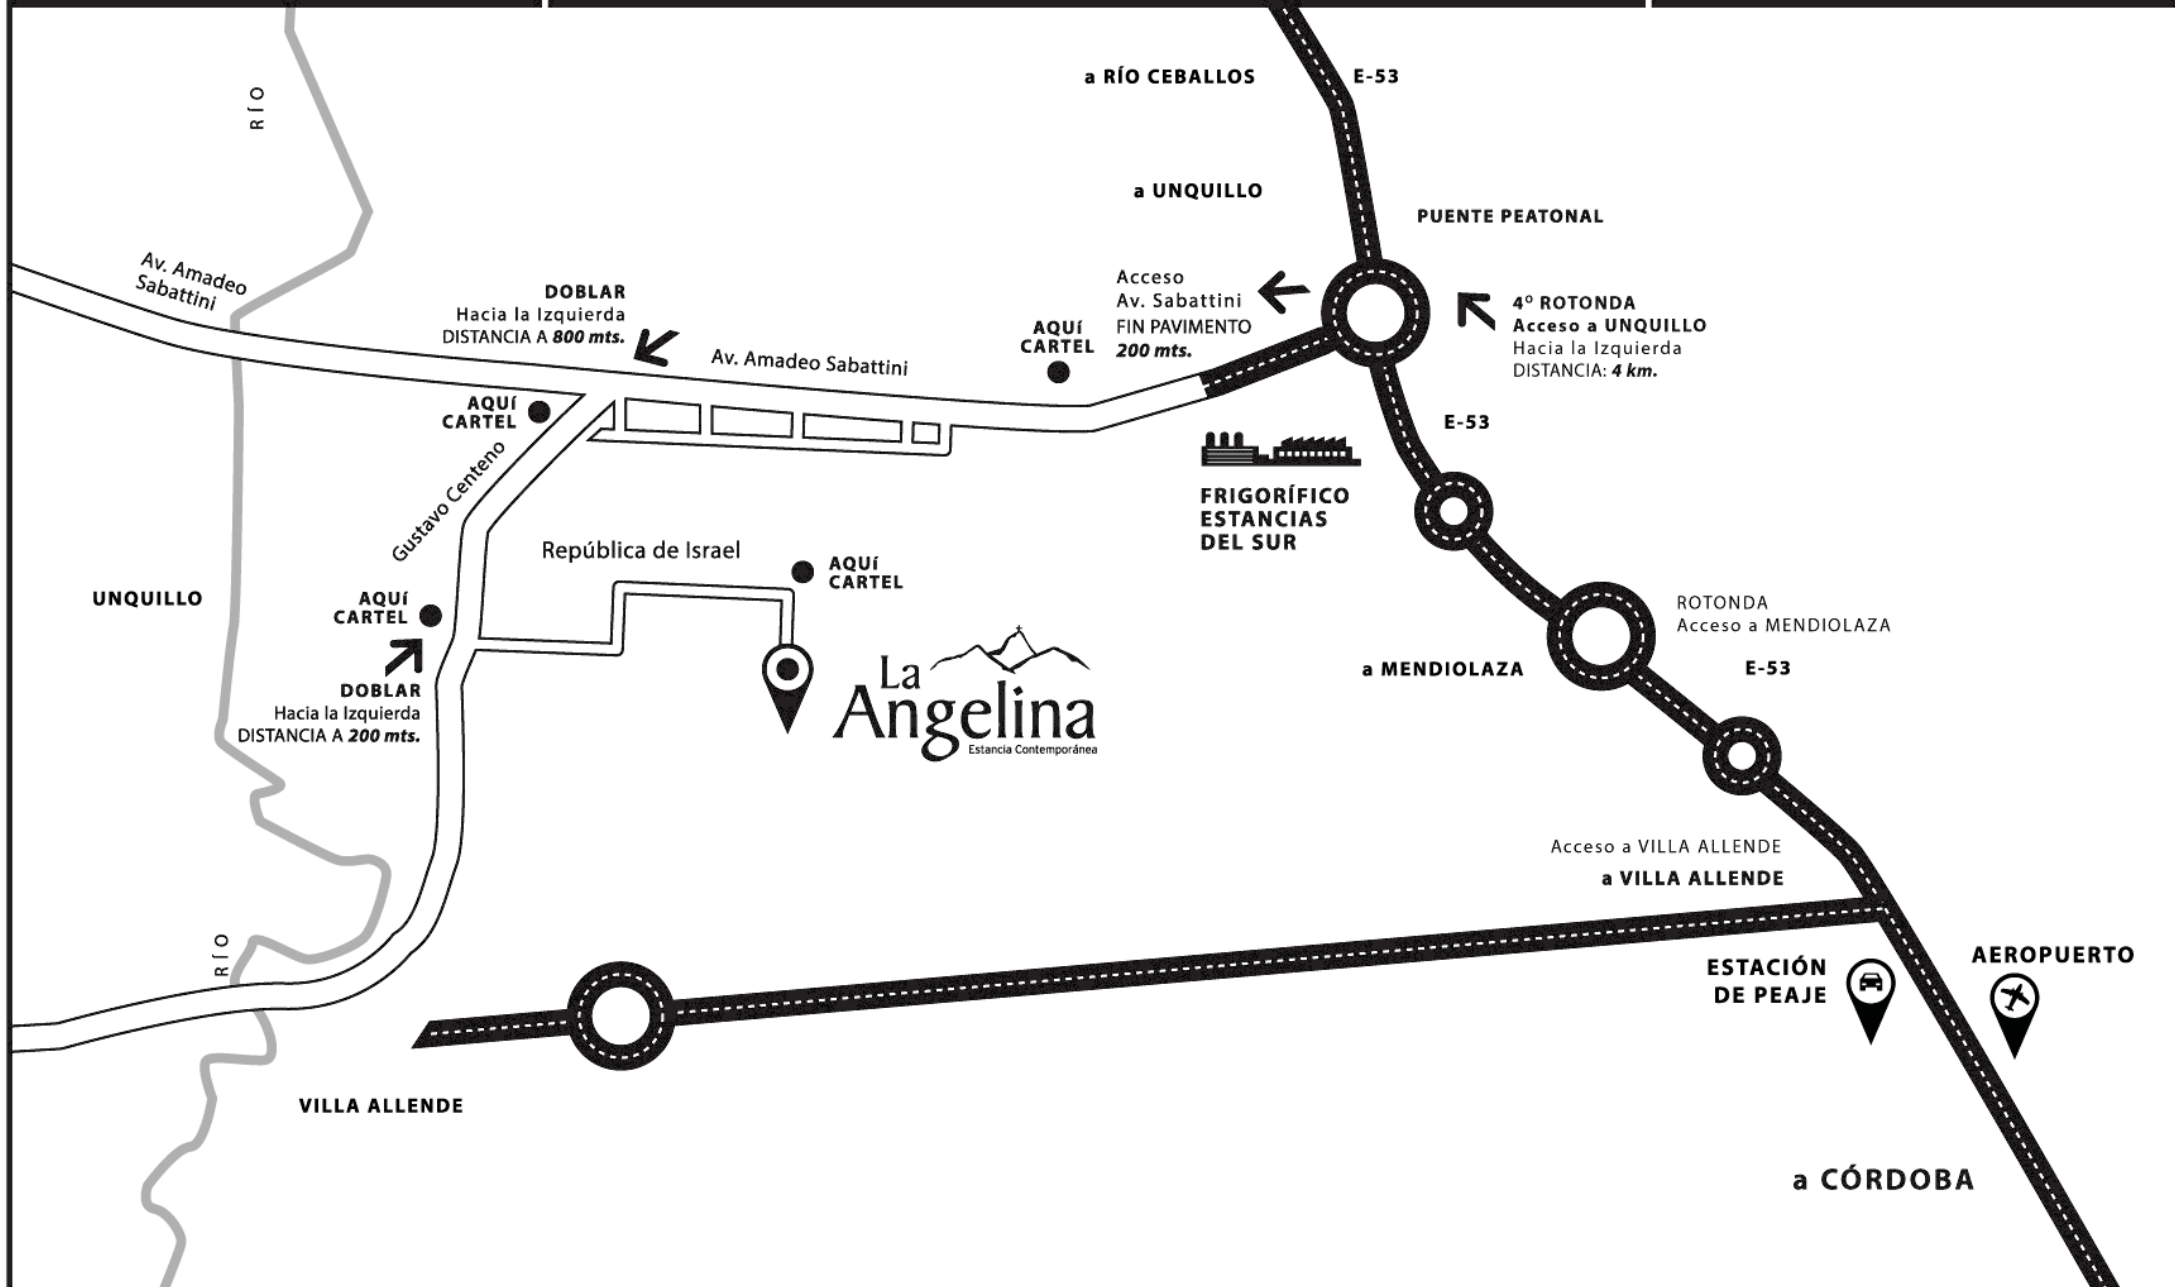 a RÍO CEBALLOS
E-53
RÍO
a UNQUILLO
PUENTE PEATONAL
Av. Amadeo
Sabattini
DOBLAR
Hacia la Izquierda
DISTANCIA A 800 mts.
Av. Amadeo Sabattini
AQUí
CARTEL
Acceso
Av. Sabattini
FIN PAVIMENTO
200 mts.
4º ROTONDA
Acceso a UNQUILLO
Hacia la Izquierda
DISTANCIA: 4 km.
AQUí
CARTEL
E-53
Gustavo Centeno
FRIGORÍFICO
ESTANCIAS
DEL SUR
República de Israel
AQUí
CARTEL
UNQUILLO
AQUí
CARTEL
ROTONDA
Acceso a MENDIOLAZA
a MENDIOLAZA
E-53
DOBLAR
Hacia la Izquierda
DISTANCIA A 200 mts.
La
Angelina
Estancia Contemporánea
Acceso a VILLA ALLENDE
a VILLA ALLENDE
RÍO
ESTACIÓN
DE PEAJE
AEROPUERTO
VILLA ALLENDE
a CÓRDOBA